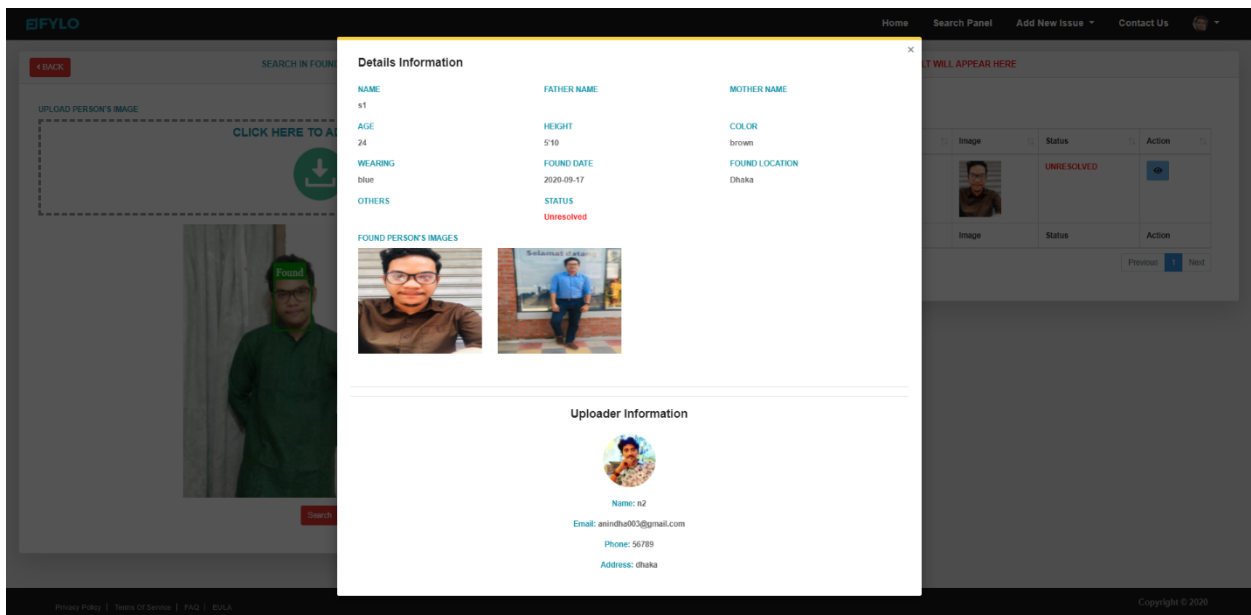 FYLO
Home Search Panel Add New Issue Contact Us
BACK
SEARCH IN FOUN
LT WILL APPEAR HERE
UPLOAD PERSON'S IMAGE
CLICK HERE TO A
Found
Search
×
Details Information
NAME FATHER NAME MOTHER NAME
s1
AGE HEIGHT COLOR
24 5'10 brown
WEARING FOUND DATE FOUND LOCATION
blue 2020-09-17 Dhaka
OTHERS STATUS
Unresolved
FOUND PERSON'S IMAGES
Selamat datang
Uploader Information
Name: n2
Email: anindha003@gmail.com
Phone: 56789
Address: dhaka
Image Status Action
UNRESOLVED
Image Status Action
Previous 1 Next
Privacy Policy | Terms Of Service | FAQ | EULA
Copyright © 2020